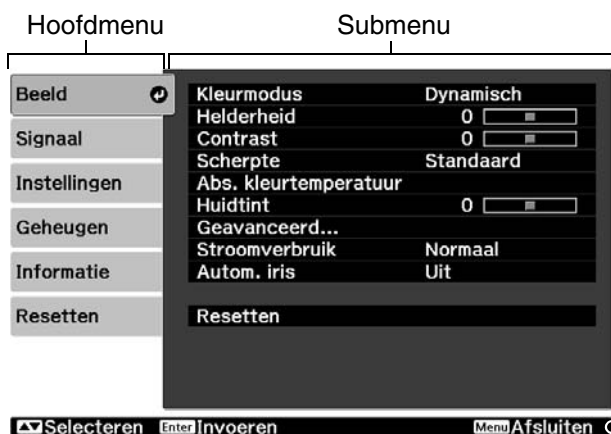 Hoofdmenu Submenu
Beeld
Signaal
Instellingen
Geheugen
Informatie
Resetten
Kleurmodus Dynamisch
Helderheid 0
Contrast 0
Scherpte Standaard
Abs. kleurtemperatuur
Huidtint 0
Geavanceerd...
Stroomverbruik Normaal
Autom. iris Uit
Resetten
Selecteren Enter Invoeren Menu Afsluiten